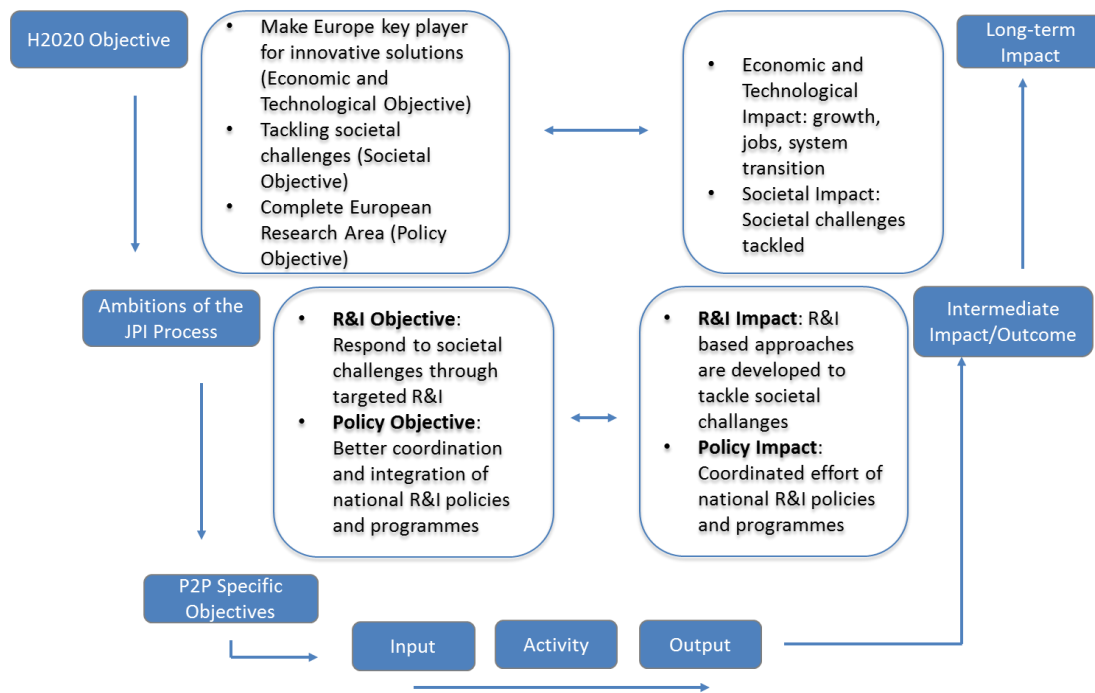 H2020 Objective
• Make Europe key player
for innovative solutions
(Economic and
Technological Objective)
• Tackling societal
challenges (Societal
Objective)
• Complete European
Research Area (Policy
Objective)
• Economic and
Technological
Impact: growth,
jobs, system
transition
• Societal Impact:
Societal challenges
tackled
Long-term
Impact
Ambitions of the
JPI Process
• R&I Objective:
Respond to societal
challenges through
targeted R&I
• Policy Objective:
Better coordination
and integration of
national R&I policies
and programmes
• R&I Impact: R&I
based approaches
are developed to
tackle societal
challanges
• Policy Impact:
Coordinated effort of
national R&I policies
and programmes
Intermediate
Impact/Outcome
P2P Specific
Objectives
Input
Activity
Output